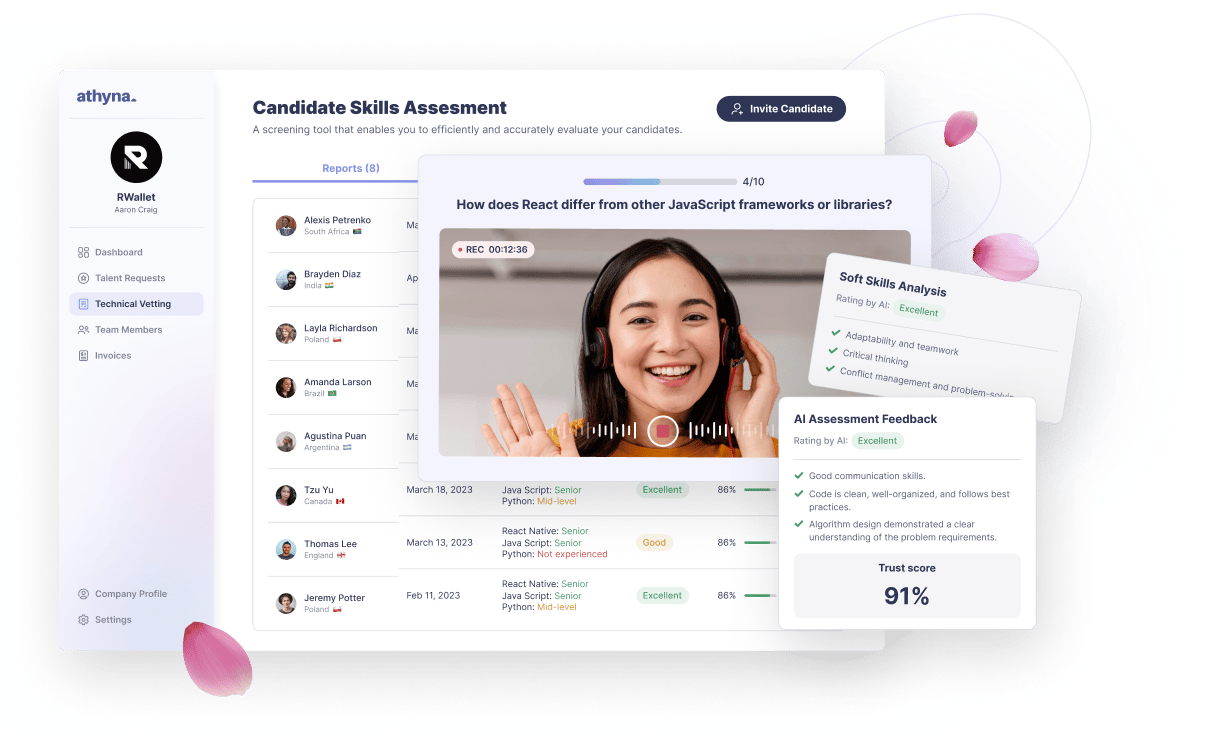 athyna.
RWallet
Aaron Craig
Dashboard
Talent Requests
Technical Vetting
Team Members
Invoices
Company Profile
Settings
Candidate Skills Assesment
A screening tool that enables you to efficiently and accurately evaluate your candidates.
Invite Candidate
Reports (8)
Alexis Petrenko
South Africa
Ma
Brayden Diaz
India
Ap
Layla Richardson
Poland
Ma
Amanda Larson
Brazil
Ma
Agustina Puan
Argentina
Ma
Tzu Yu
Canada
March 18, 2023
Java Script: Senior
Python: Mid-level
Excellent
86%
Thomas Lee
England
March 13, 2023
React Native: Senior
Java Script: Senior
Python: Not experienced
Good
86%
Jeremy Potter
Poland
Feb 11, 2023
React Native: Senior
Java Script: Senior
Python: Mid-level
Excellent
86%
4/10
How does React differ from other JavaScript frameworks or libraries?
REC 00:12:36
Soft Skills Analysis
Rating by AI: Excellent
Adaptability and teamwork
Critical thinking
Conflict management and problem-solvin
AI Assessment Feedback
Rating by AI: Excellent
Good communication skills.
Code is clean, well-organized, and follows best
practices.
Algorithm design demonstrated a clear
understanding of the problem requirements.
Trust score
91%